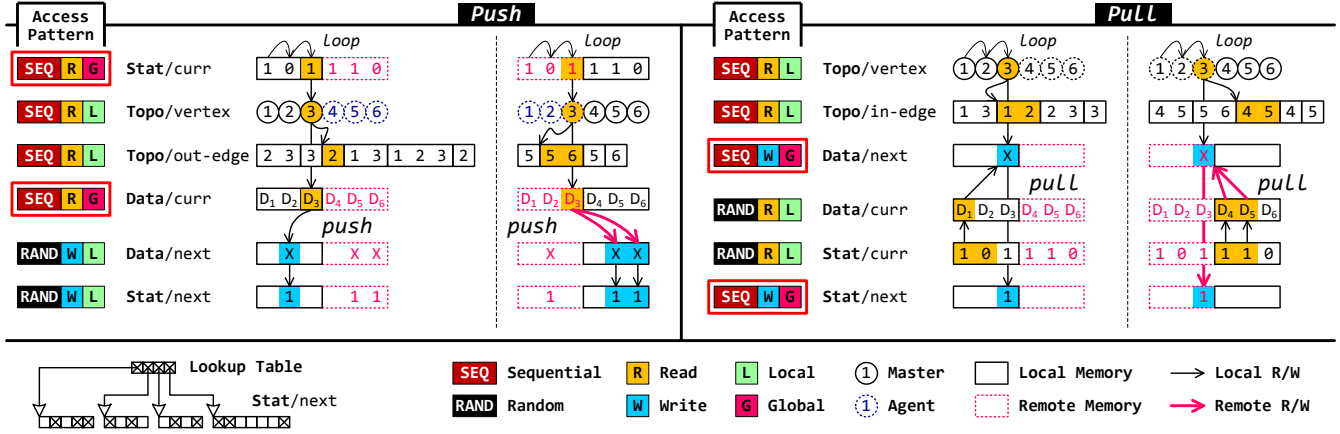 Access Pattern
Push
Loop
Loop
SEQ R G Stat/curr 1 0 1 1 1 0 1 0 1 1 1 0
SEQ R L Topo/vertex 1 2 3 4 5 6 1 2 3 4 5 6
SEQ R L Topo/out-edge 2 3 3 2 1 3 1 2 3 2 5 5 6 5 6
SEQ R G Data/curr D1 D2 D3 D4 D5 D6 D1 D2 D3 D4 D5 D6
push
push
RAND W L Data/next X X X X X X
RAND W L Stat/next 1 1 1 1 1 1
Access Pattern
Pull
Loop
Loop
SEQ R L Topo/vertex 1 2 3 4 5 6 1 2 3 4 5 6
SEQ R L Topo/in-edge 1 3 1 2 2 3 3 4 5 5 6 4 5 4 5
SEQ W G Data/next X X
pull
pull
RAND R L Data/curr D1 D2 D3 D4 D5 D6 D1 D2 D3 D4 D5 D6
RAND R L Stat/curr 1 0 1 1 1 0 1 0 1 1 1 0
SEQ W G Stat/next 1 1
Lookup Table
Stat/next
SEQ Sequential R Read L Local 1 Master Local Memory Local R/W
RAND Random W Write G Global 1 Agent Remote Memory Remote R/W